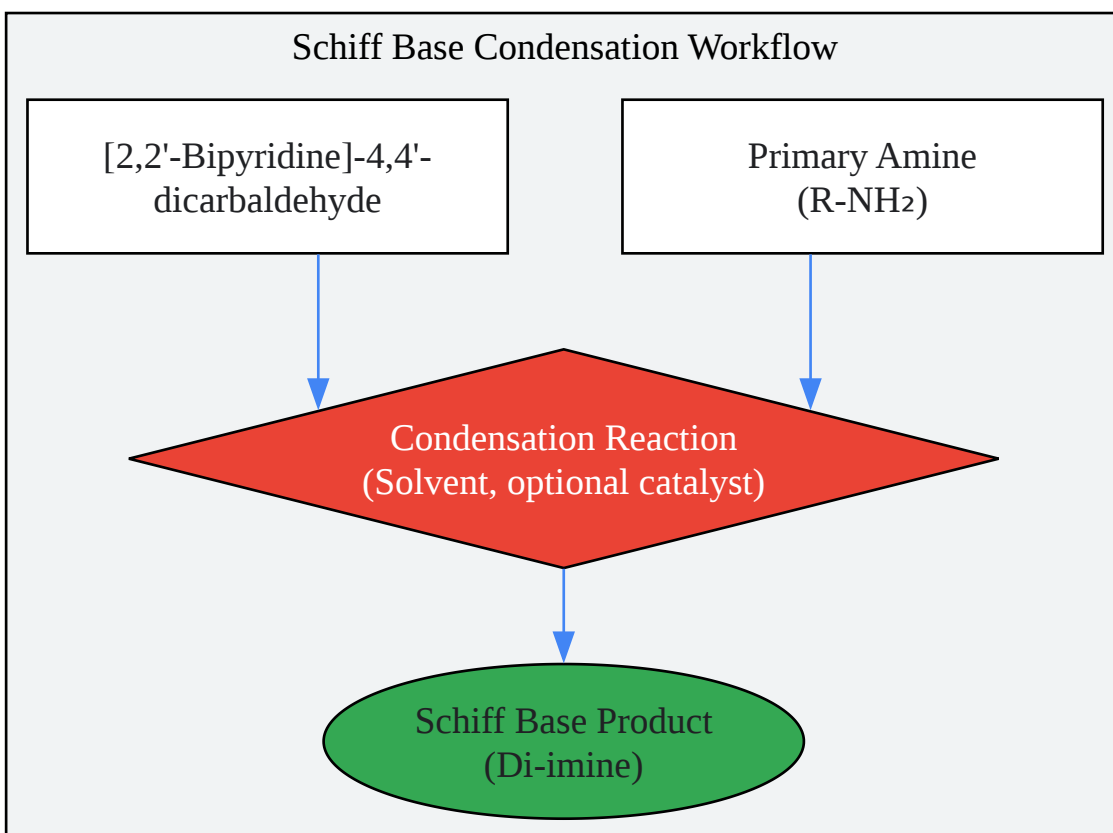 Schiff Base Condensation Workflow
[2,2'-Bipyridine]-4,4'-
dicarbaldehyde
Primary Amine
(R-NH₂)
Condensation Reaction
(Solvent, optional catalyst)
Schiff Base Product
(Di-imine)